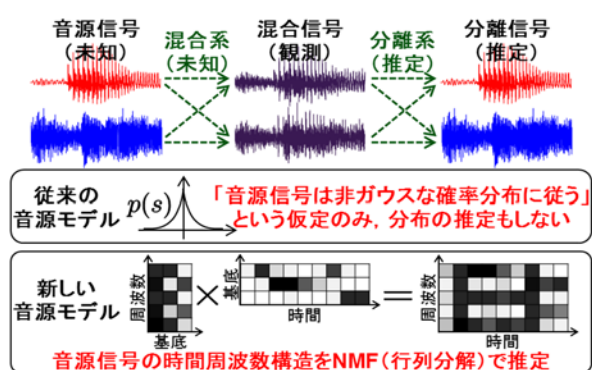 音源信号
(未知)
混合系
(未知)
混合信号
(観測)
分離系
(推定)
分離信号
(推定)
従来の
音源モデル
p(s)
「音源信号は非ガウスな確率分布に従う」
という仮定のみ，分布の推定もしない
新しい
音源モデル
周波数
基底
×
基底
時間
=
周波数
時間
音源信号の時間周波数構造をNMF(行列分解)で推定